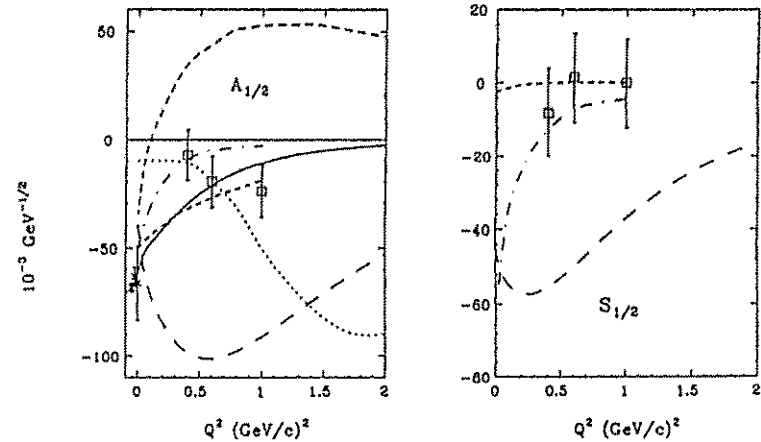 50
0
-50
-100
10⁻³ GeV⁻¹/²
A₁/₂
0 0.5 1 1.5 2
Q² (GeV/c)²
20
0
-20
-40
-60
-80
S₁/₂
0 0.5 1 1.5 2
Q² (GeV/c)²